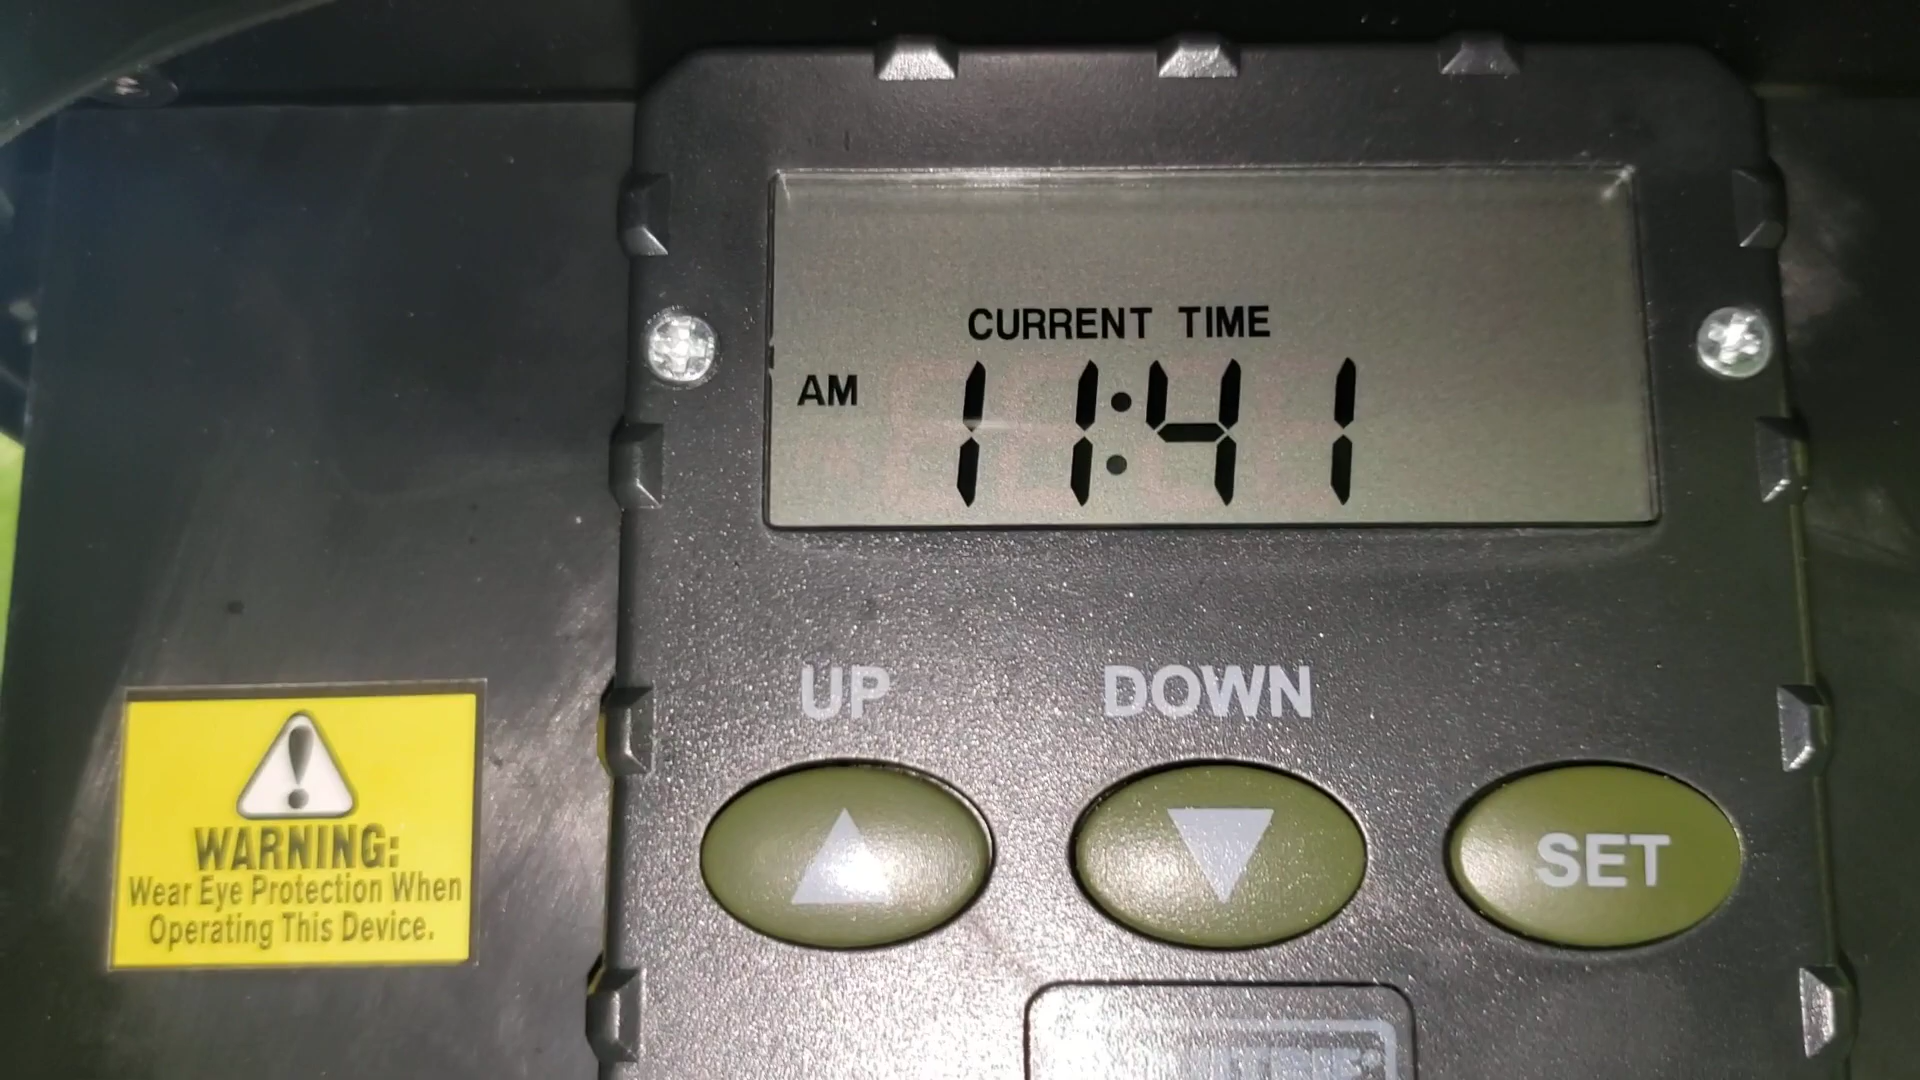 CURRENT TIME
AM 11:41
UP DOWN
SET
WARNING:
Wear Eye Protection When
Operating This Device.